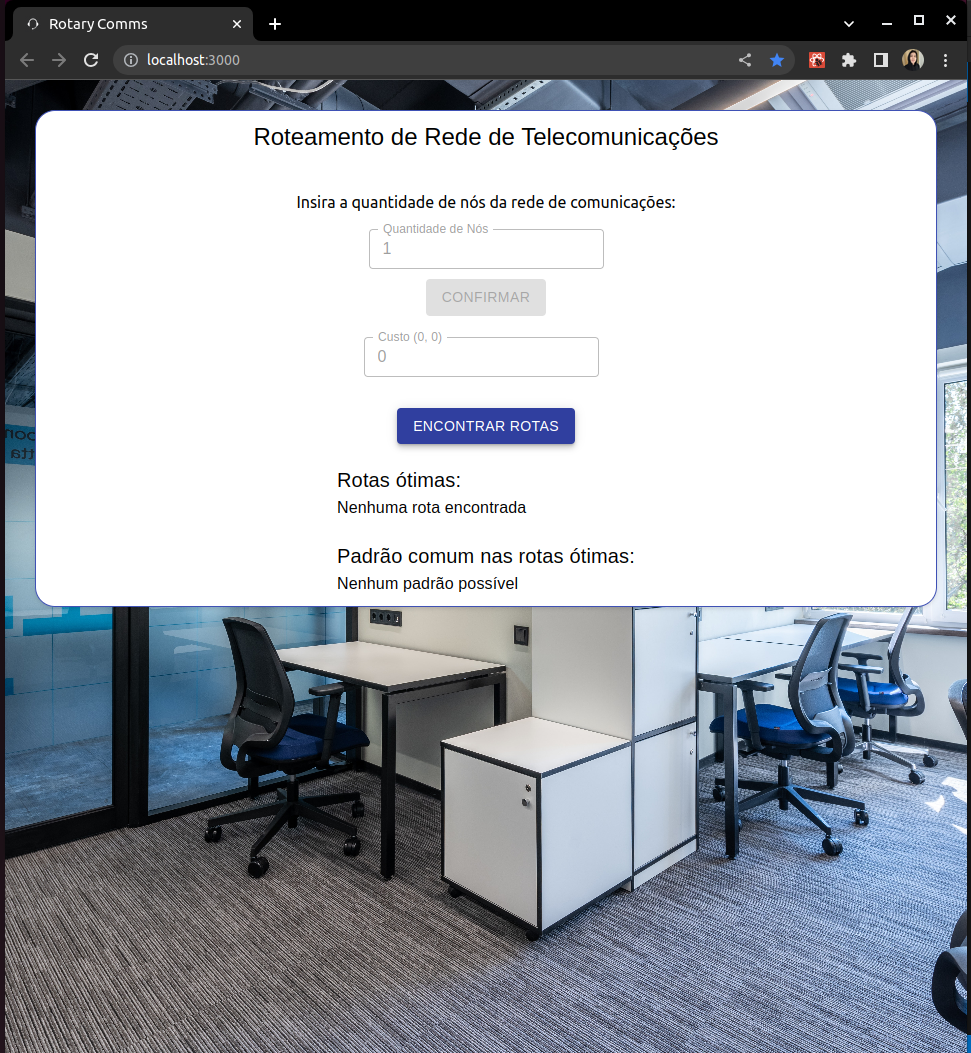 Rotary Comms
localhost:3000
Roteamento de Rede de Telecomunicações
Insira a quantidade de nós da rede de comunicações:
Quantidade de Nós
1
CONFIRMAR
Custo (0, 0)
0
ENCONTRAR ROTAS
Rotas ótimas:
Nenhuma rota encontrada
Padrão comum nas rotas ótimas:
Nenhum padrão possível